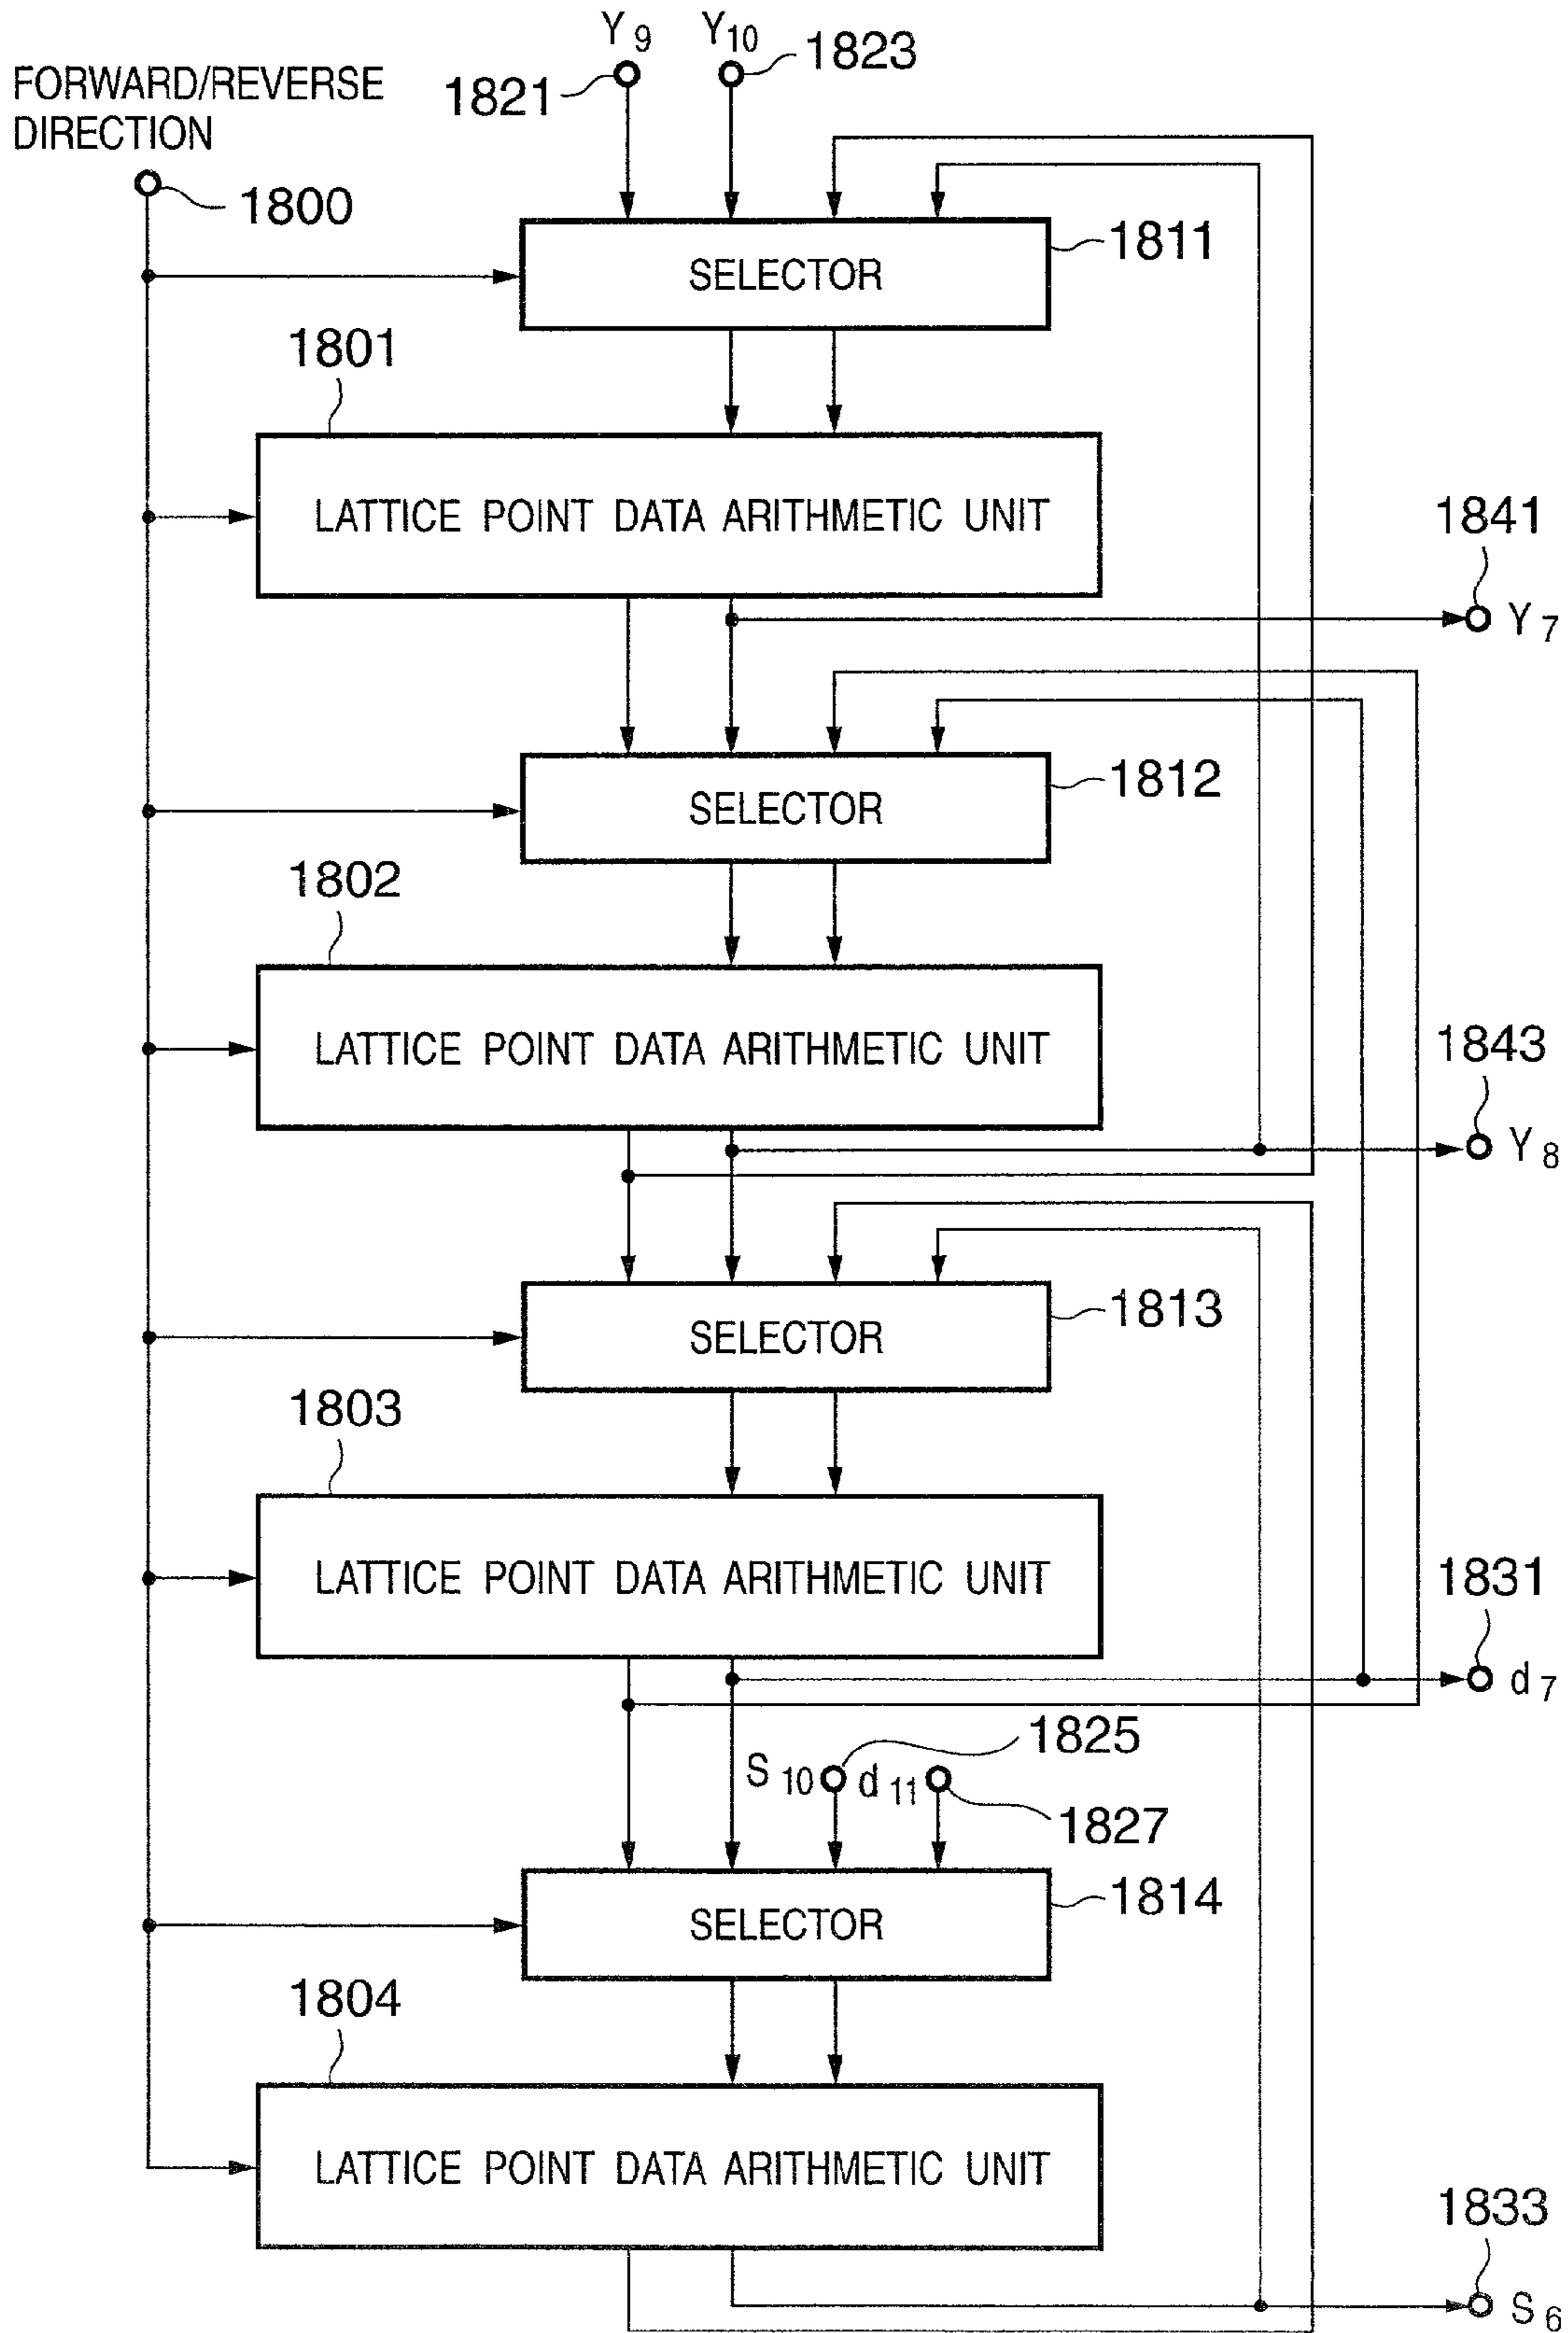 Y9 Y10 1823
1821
FORWARD/REVERSE
DIRECTION
1800
1811
SELECTOR
1801
LATTICE POINT DATA ARITHMETIC UNIT
1841
Y7
1812
SELECTOR
1802
LATTICE POINT DATA ARITHMETIC UNIT
1843
Y8
1813
SELECTOR
1803
LATTICE POINT DATA ARITHMETIC UNIT
1831
d7
1825
S10 d11
1827
1814
SELECTOR
1804
LATTICE POINT DATA ARITHMETIC UNIT
1833
S6